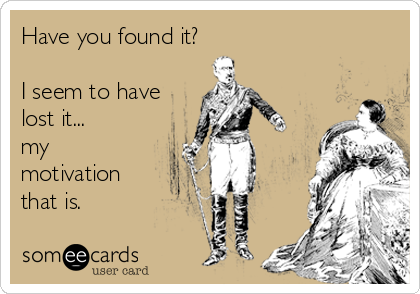 Have you found it?
I seem to have
lost it...
my
motivation
that is.
someecards
user card